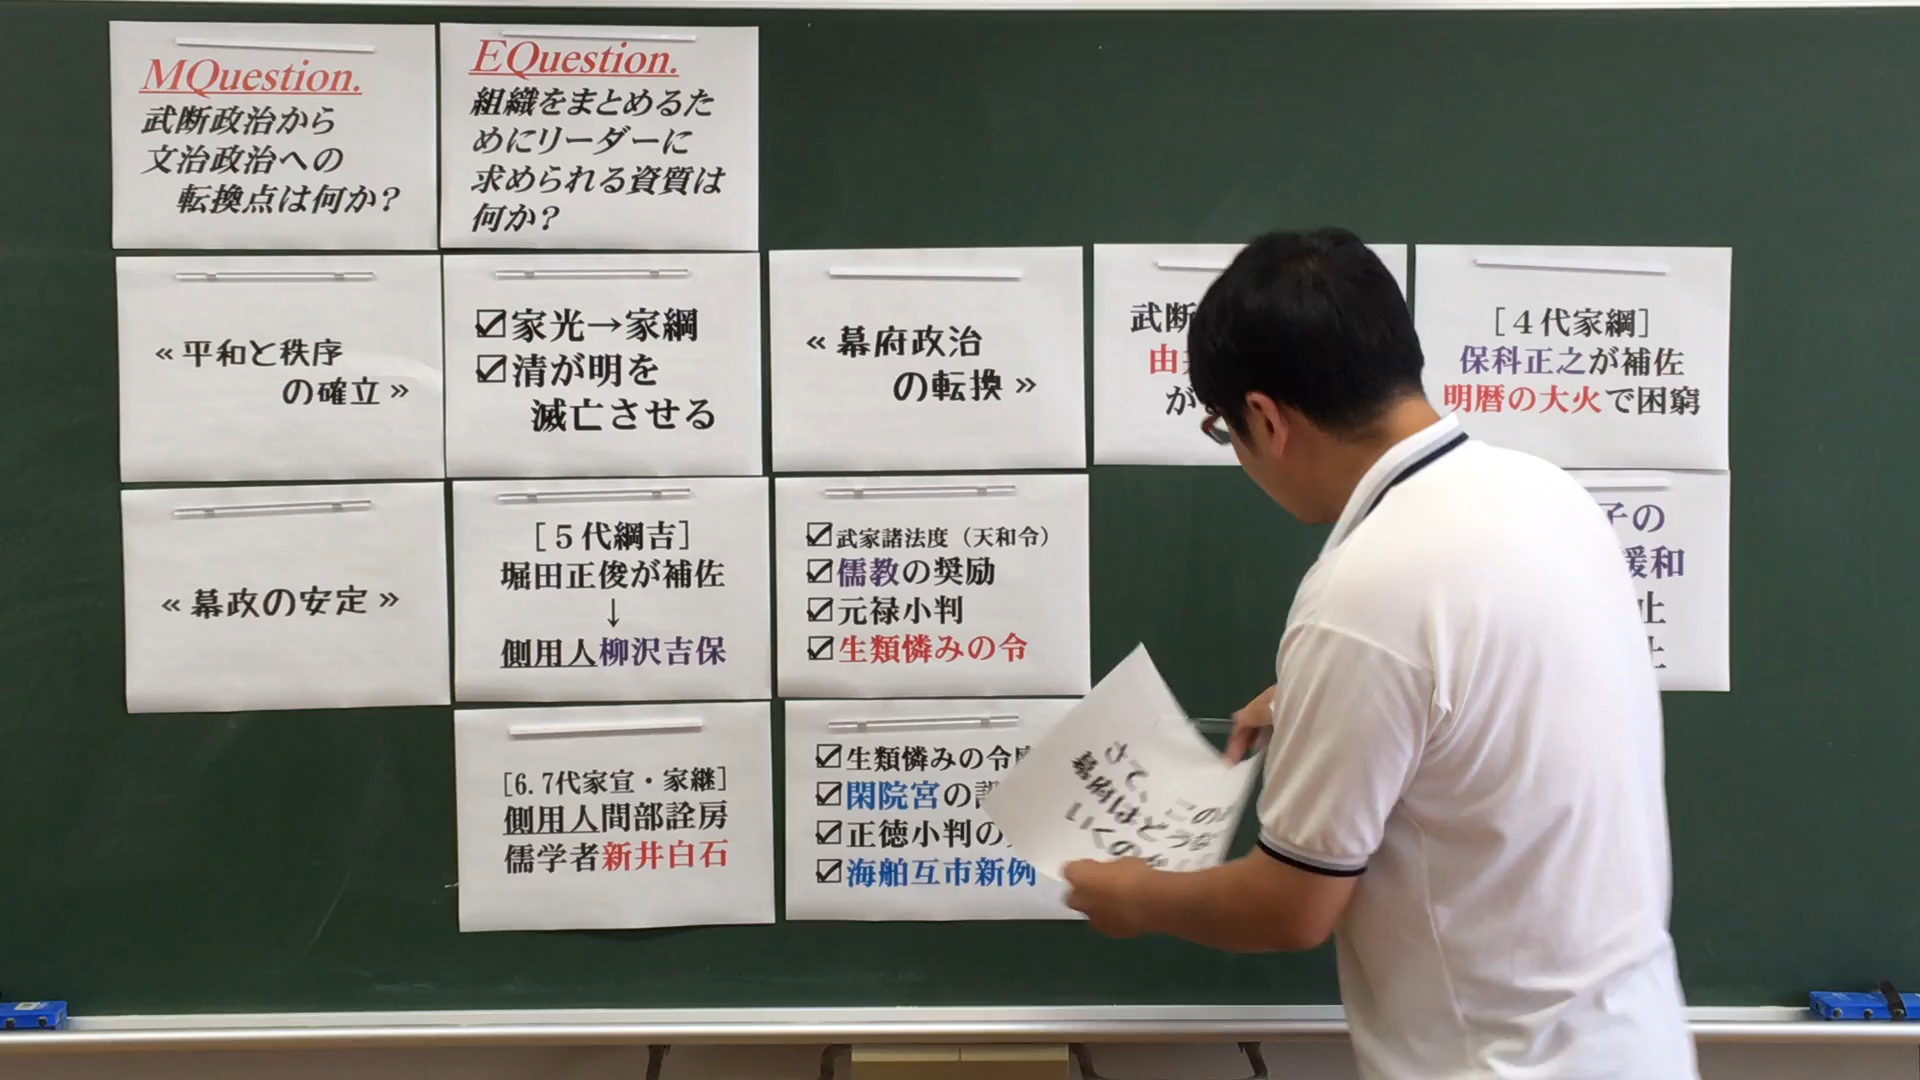 MQuestion.
武断政治から
文治政治への
転換点は何か？
EQuestion.
組織をまとめるた
めにリーダーに
求められる資質は
何か？
≪平和と秩序
の確立≫
☑家光→家綱
☑清が明を
滅亡させる
≪幕府政治
の転換≫
武断
由
が
［４代家綱］
保科正之が補佐
明暦の大火で困窮
≪幕政の安定≫
［５代綱吉］
堀田正俊が補佐
↓
側用人柳沢吉保
☑武家諸法度（天和令）
☑儒教の奨励
☑元禄小判
☑生類憐みの令
子の
緩和
止
止
［6.7代家宣・家継］
側用人間部詮房
儒学者新井白石
☑生類憐みの令
☑閑院宮の
☑正徳小判の
☑海舶互市新例
さて、この
幕府はどうな
いくのか